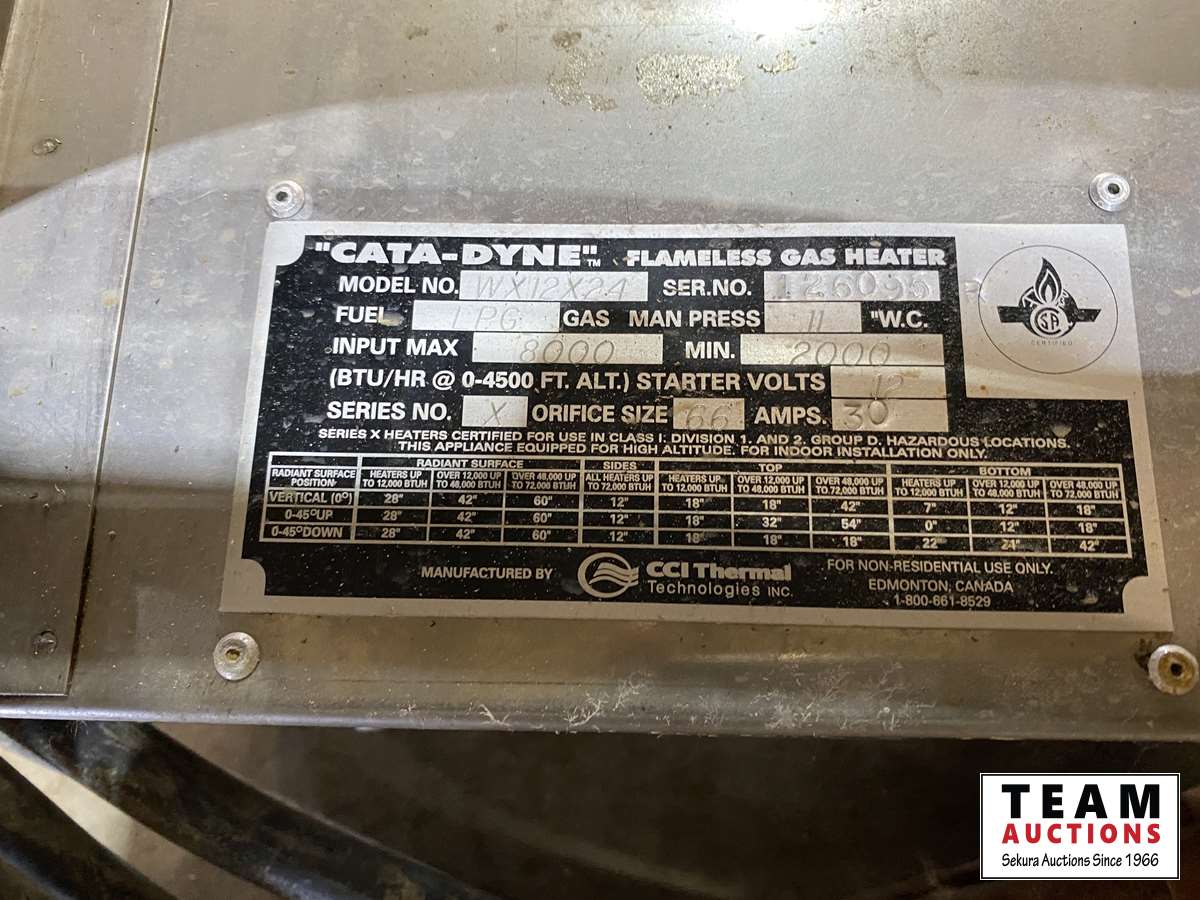 "CATA-DYNE"™ FLAMELESS GAS HEATER
MODEL NO. WX12X24 SER.NO. 126095
FUEL LPG GAS MAN PRESS 11 "W.C.
INPUT MAX 8000 MIN. 2000
(BTU/HR @ 0-4500 FT. ALT.) STARTER VOLTS 12
SERIES NO. X ORIFICE SIZE 66 AMPS. 30
SERIES X HEATERS CERTIFIED FOR USE IN CLASS I. DIVISION 1. AND 2. GROUP D. HAZARDOUS LOCATIONS.
THIS APPLIANCE EQUIPPED FOR HIGH ALTITUDE. FOR INDOOR INSTALLATION ONLY.
RADIANT SURFACE SIDES TOP BOTTOM
RADIANT SURFACE HEATERS UP OVER 12,000 UP OVER 48,000 UP ALL HEATERS UP HEATERS UP OVER 12,000 UP OVER 48,000 UP HEATERS UP OVER 12,000 UP OVER 48,000 UP
POSITION TO 12,000 BTUH TO 48,000 BTUH TO 72,000 BTUH TO 72,000 BTUH TO 12,000 BTUH TO 48,000 BTUH TO 72,000 BTUH TO 12,000 BTUH TO 48,000 BTUH TO 72,000 BTUH
VERTICAL (0°) 28" 42" 60" 12" 18" 18" 42" 7" 12" 18"
0-45°UP 28" 42" 60" 12" 18" 32" 54" 0" 12" 18"
0-45°DOWN 28" 42" 60" 12" 18" 18" 18" 22" 24" 42"
MANUFACTURED BY CCI Thermal
Technologies INC.
FOR NON-RESIDENTIAL USE ONLY.
EDMONTON, CANADA
1-800-661-8529
CERTIFIED
TEAM
AUCTIONS
Sekura Auctions Since 1966